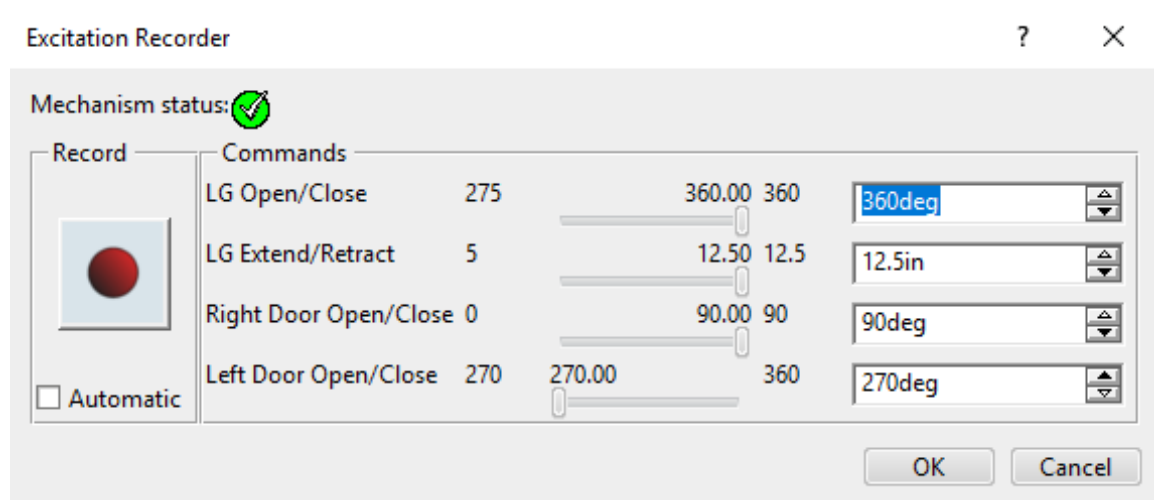 Excitation Recorder ? ×
Mechanism status:
Record Commands
LG Open/Close 275 360.00 360 360deg
LG Extend/Retract 5 12.50 12.5 12.5in
Right Door Open/Close 0 90.00 90 90deg
Left Door Open/Close 270 270.00 360 270deg
Automatic
OK Cancel